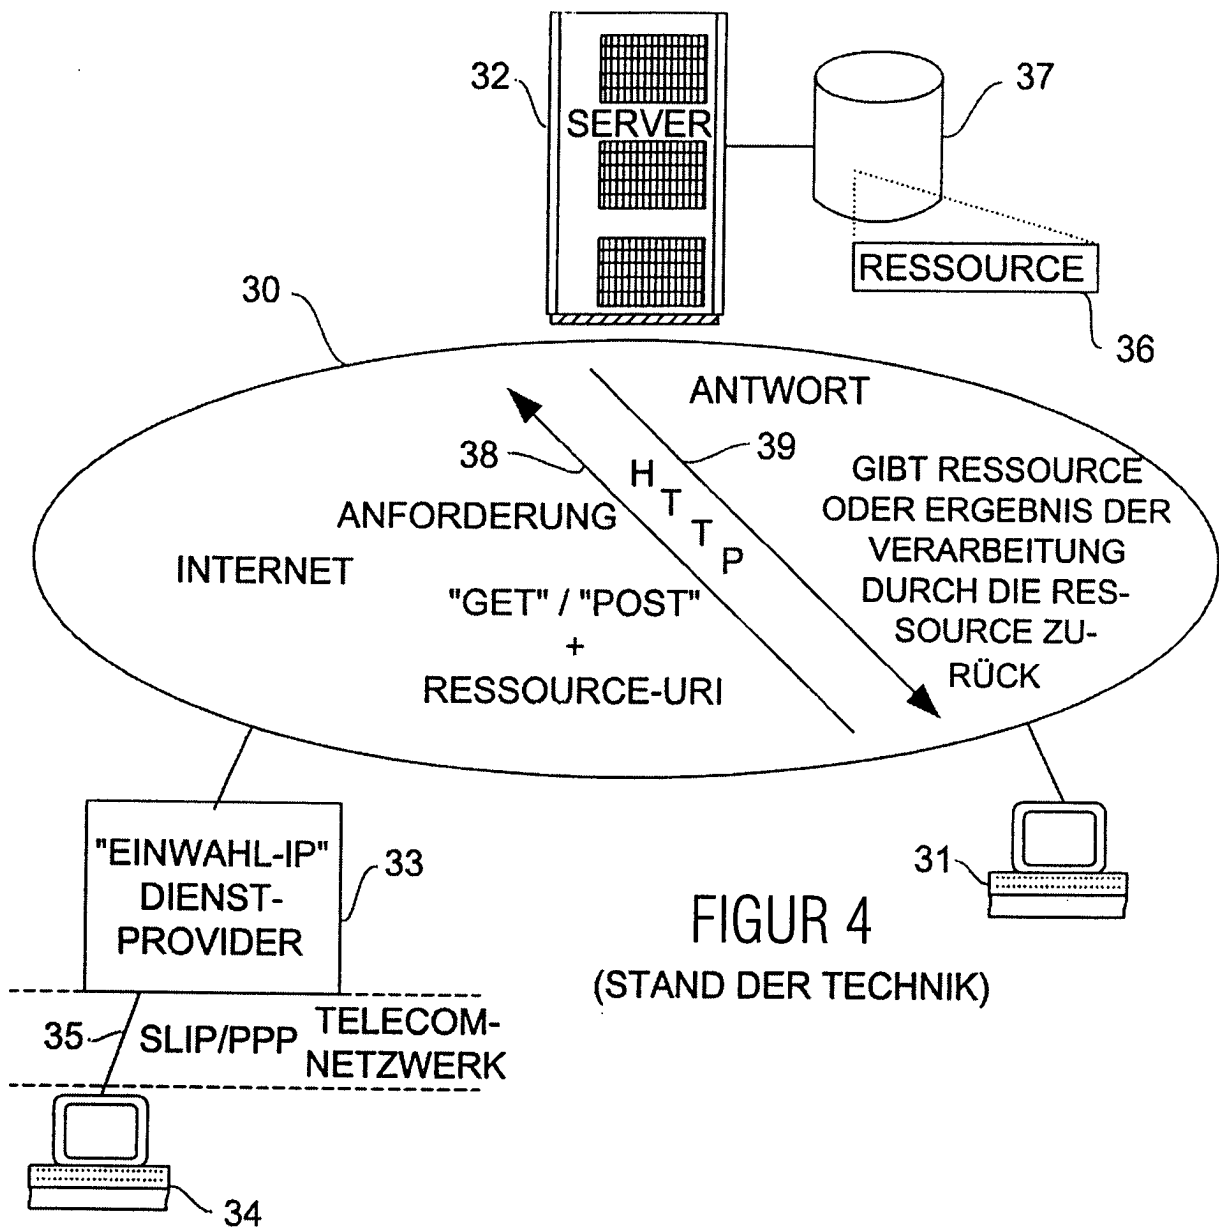 32
SERVER
37
RESSOURCE
36
30
ANTWORT
38
39
H
T
T
P
ANFORDERUNG
INTERNET
"GET" / "POST"
+
RESSOURCE-URI
GIBT RESSOURCE
ODER ERGEBNIS DER
VERARBEITUNG
DURCH DIE RES-
SOURCE ZU-
RÜCK
"EINWAHL-IP"
DIENST-
PROVIDER
33
31
FIGUR 4
(STAND DER TECHNIK)
35
SLIP/PPP
TELECOM-
NETZWERK
34